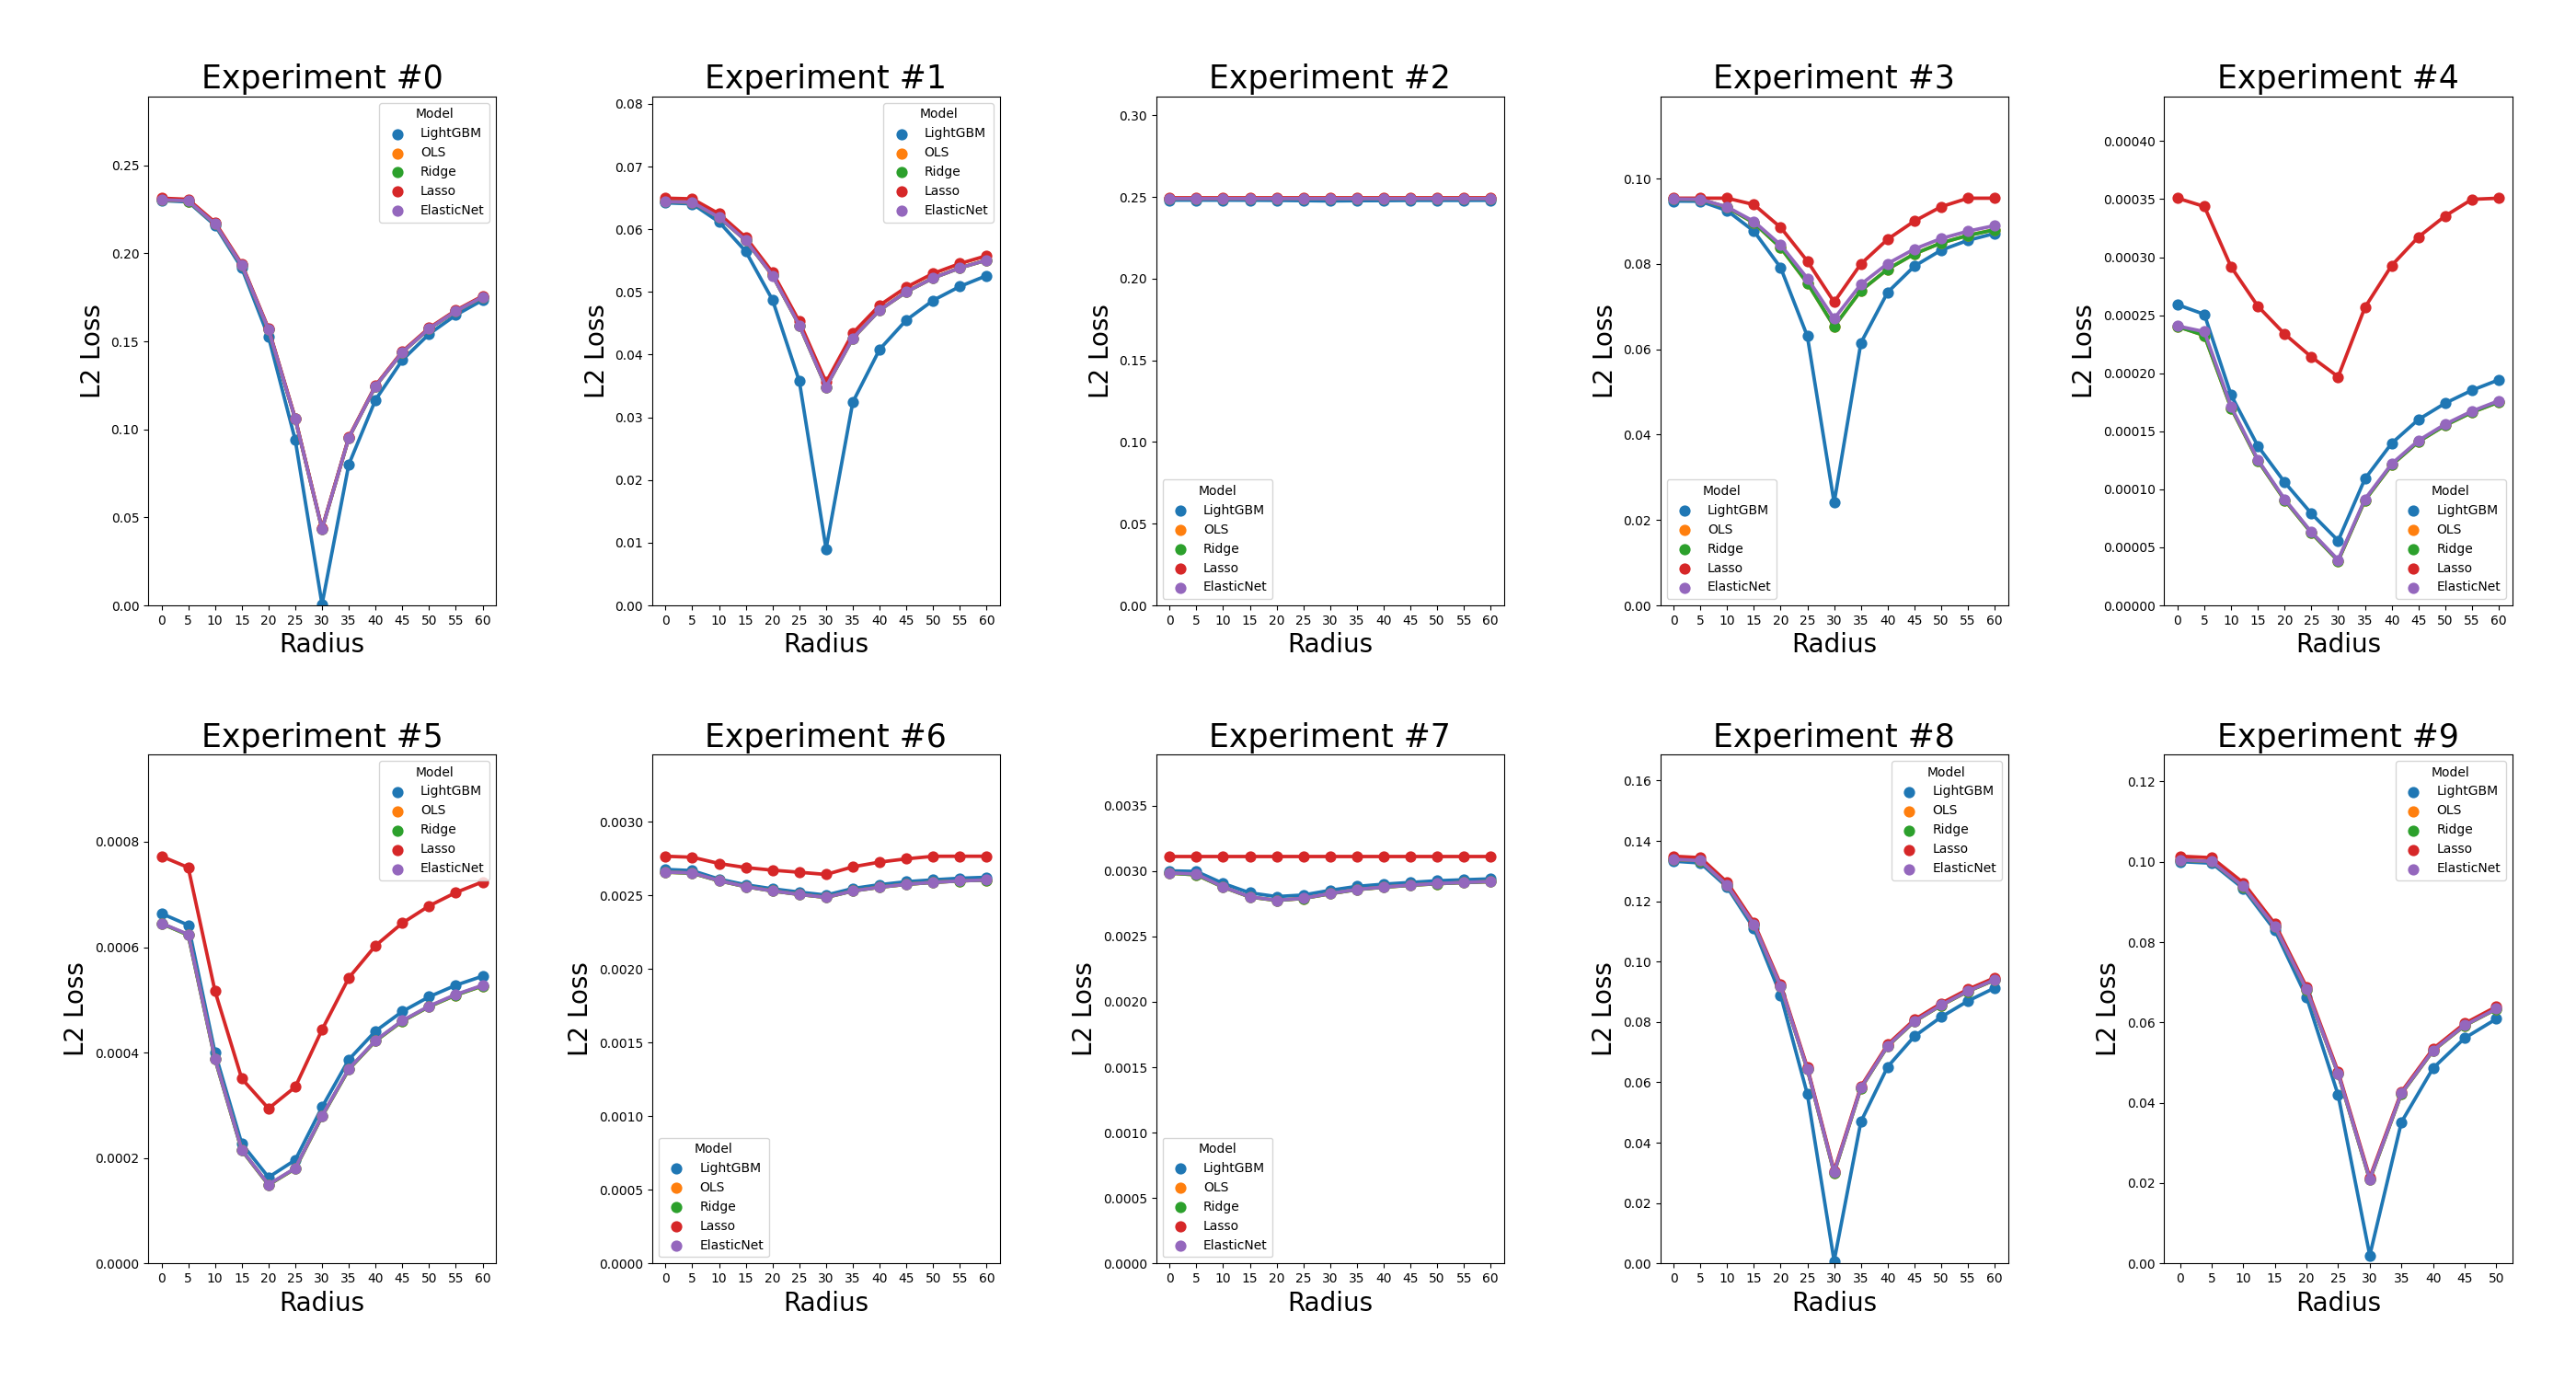 Experiment #0
0.25
0.20
0.15
0.10
0.05
0.00
L2 Loss
Model
LightGBM
OLS
Ridge
Lasso
ElasticNet
0 5 10 15 20 25 30 35 40 45 50 55 60
Radius
Experiment #1
0.08
0.07
0.06
0.05
0.04
0.03
0.02
0.01
0.00
L2 Loss
Model
LightGBM
OLS
Ridge
Lasso
ElasticNet
0 5 10 15 20 25 30 35 40 45 50 55 60
Radius
Experiment #2
0.30
0.25
0.20
0.15
0.10
0.05
0.00
L2 Loss
Model
LightGBM
OLS
Ridge
Lasso
ElasticNet
0 5 10 15 20 25 30 35 40 45 50 55 60
Radius
Experiment #3
0.10
0.08
0.06
0.04
0.02
0.00
L2 Loss
Model
LightGBM
OLS
Ridge
Lasso
ElasticNet
0 5 10 15 20 25 30 35 40 45 50 55 60
Radius
Experiment #4
0.00040
0.00035
0.00030
0.00025
0.00020
0.00015
0.00010
0.00005
0.00000
L2 Loss
Model
LightGBM
OLS
Ridge
Lasso
ElasticNet
0 5 10 15 20 25 30 35 40 45 50 55 60
Radius
Experiment #5
0.0008
0.0006
0.0004
0.0002
0.0000
L2 Loss
Model
LightGBM
OLS
Ridge
Lasso
ElasticNet
0 5 10 15 20 25 30 35 40 45 50 55 60
Radius
Experiment #6
0.0030
0.0025
0.0020
0.0015
0.0010
0.0005
0.0000
L2 Loss
Model
LightGBM
OLS
Ridge
Lasso
ElasticNet
0 5 10 15 20 25 30 35 40 45 50 55 60
Radius
Experiment #7
0.0035
0.0030
0.0025
0.0020
0.0015
0.0010
0.0005
0.0000
L2 Loss
Model
LightGBM
OLS
Ridge
Lasso
ElasticNet
0 5 10 15 20 25 30 35 40 45 50 55 60
Radius
Experiment #8
0.16
0.14
0.12
0.10
0.08
0.06
0.04
0.02
0.00
L2 Loss
Model
LightGBM
OLS
Ridge
Lasso
ElasticNet
0 5 10 15 20 25 30 35 40 45 50 55 60
Radius
Experiment #9
0.12
0.10
0.08
0.06
0.04
0.02
0.00
L2 Loss
Model
LightGBM
OLS
Ridge
Lasso
ElasticNet
0 5 10 15 20 25 30 35 40 45 50
Radius